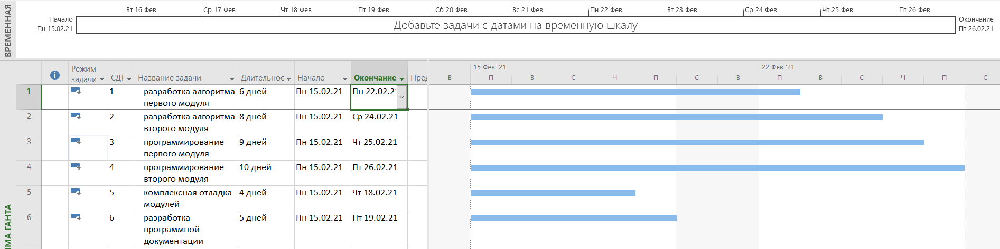 ВРЕМЕННАЯ
Вт 16 Фев
Ср 17 Фев
Чт 18 Фев
Пт 19 Фев
Сб 20 Фев
Вс 21 Фев
Пн 22 Фев
Вт 23 Фев
Ср 24 Фев
Чт 25 Фев
Пт 26 Фев
Начало
Пн 15.02.21
Добавьте задачи с датами на временную шкалу
Окончание
Пт 26.02.21
МА ГАНТА
Режим
задачи
СДР
Название задачи
Длительнос
Начало
Окончание
Пред
15 Фев '21
22 Фев '21
В П В С Ч П С В П В С Ч П С
1 1 разработка алгоритма 6 дней Пн 15.02.21 Пн 22.02.21
первого модуля
2 2 разработка алгоритма 8 дней Пн 15.02.21 Ср 24.02.21
второго модуля
3 3 программирование 9 дней Пн 15.02.21 Чт 25.02.21
первого модуля
4 4 программирование 10 дней Пн 15.02.21 Пт 26.02.21
второго модуля
5 5 комплексная отладка 4 дней Пн 15.02.21 Чт 18.02.21
модулей
6 6 разработка 5 дней Пн 15.02.21 Пт 19.02.21
программной
документации